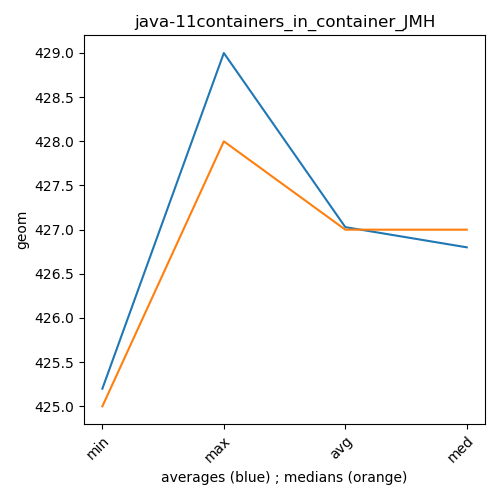 java-11containers_in_container_JMH
geom
429.0
428.5
428.0
427.5
427.0
426.5
426.0
425.5
425.0
min
max
avg
med
averages (blue) ; medians (orange)